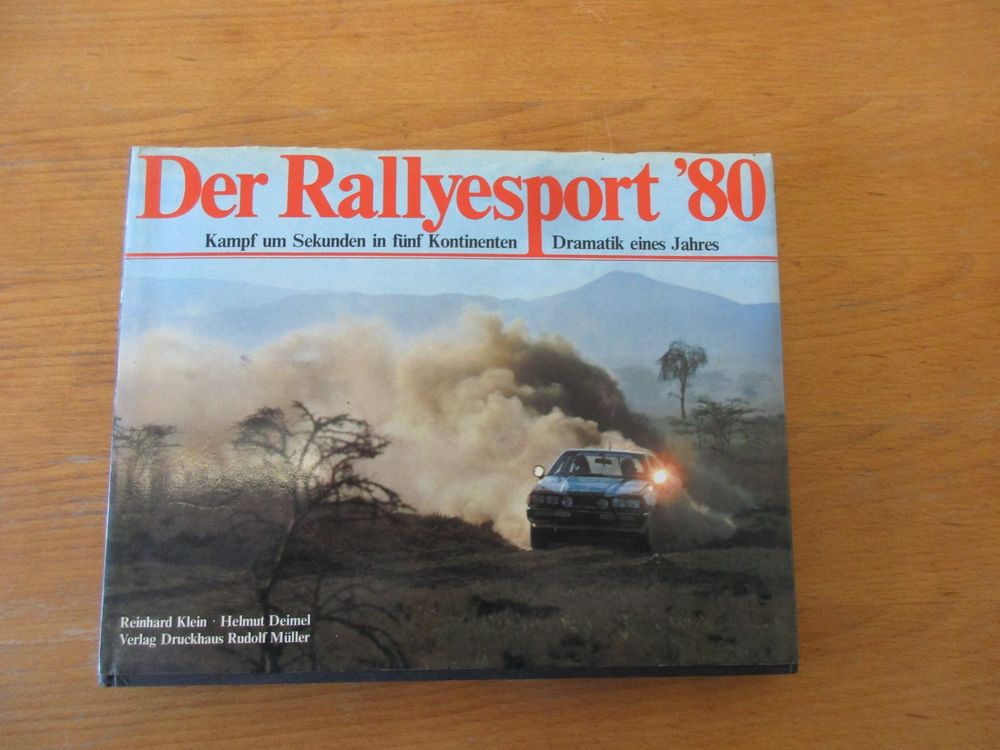 Der Rallyesport '80
Kampf um Sekunden in fünf Kontinenten Dramatik eines Jahres
Reinhard Klein · Helmut Deimel
Verlag Druckhaus Rudolf Müller